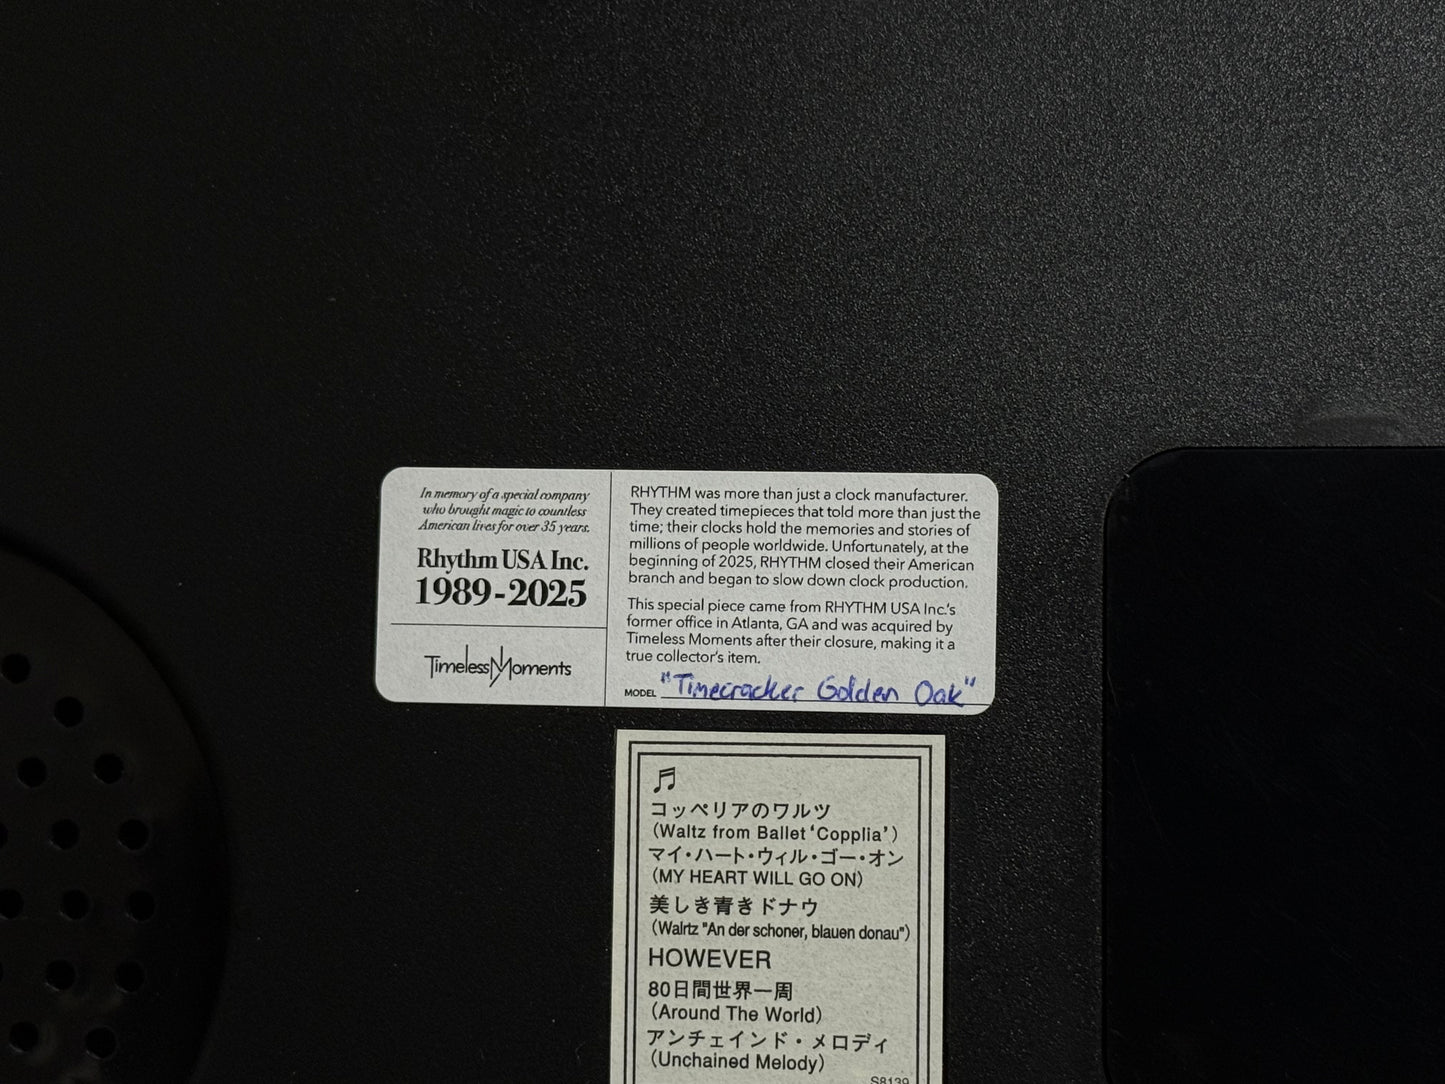 In memory of a special company
who brought magic to countless
American lives for over 35 years.
Rhythm USA Inc.
1989-2025
Timeless Moments
RHYTHM was more than just a clock manufacturer.
They created timepieces that told more than just the
time; their clocks hold the memories and stories of
millions of people worldwide. Unfortunately, at the
beginning of 2025, RHYTHM closed their American
branch and began to slow down clock production.
This special piece came from RHYTHM USA Inc.'s
former office in Atlanta, GA and was acquired by
Timeless Moments after their closure, making it a
true collector's item.
MODEL "Timecracker Golden Oak"
コッペリアのワルツ
(Waltz from Ballet ‘Copplia’)
マイ・ハート・ウィル・ゴー・オン
(MY HEART WILL GO ON)
美しき青きドナウ
(Walrtz "An der schoner, blauen donau")
HOWEVER
80日間世界一周
(Around The World)
アンチェインド・メロディ
(Unchained Melody)
S8139